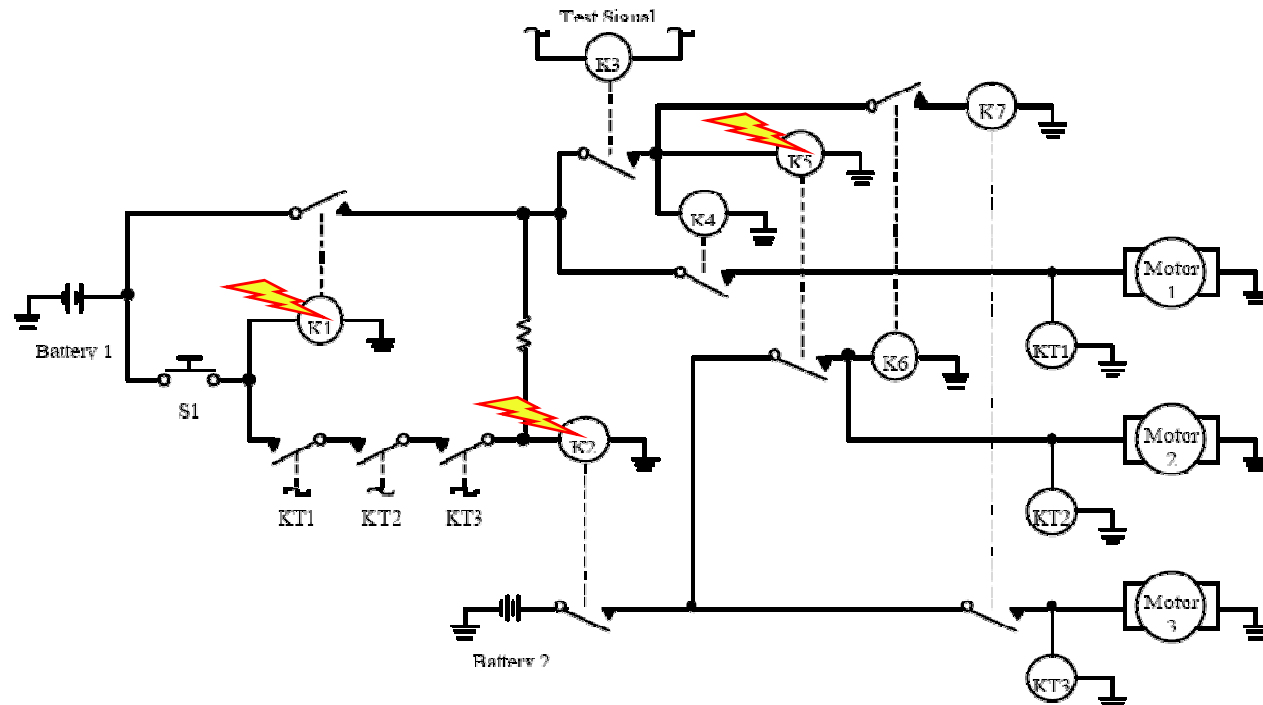 Test Signal
K3
K7
K5
K4
Motor
1
K1
Battery 1
KT1
K6
S1
Motor
2
K2
KT1 KT2 KT3
KT2
Motor
3
Battery 2
KT3